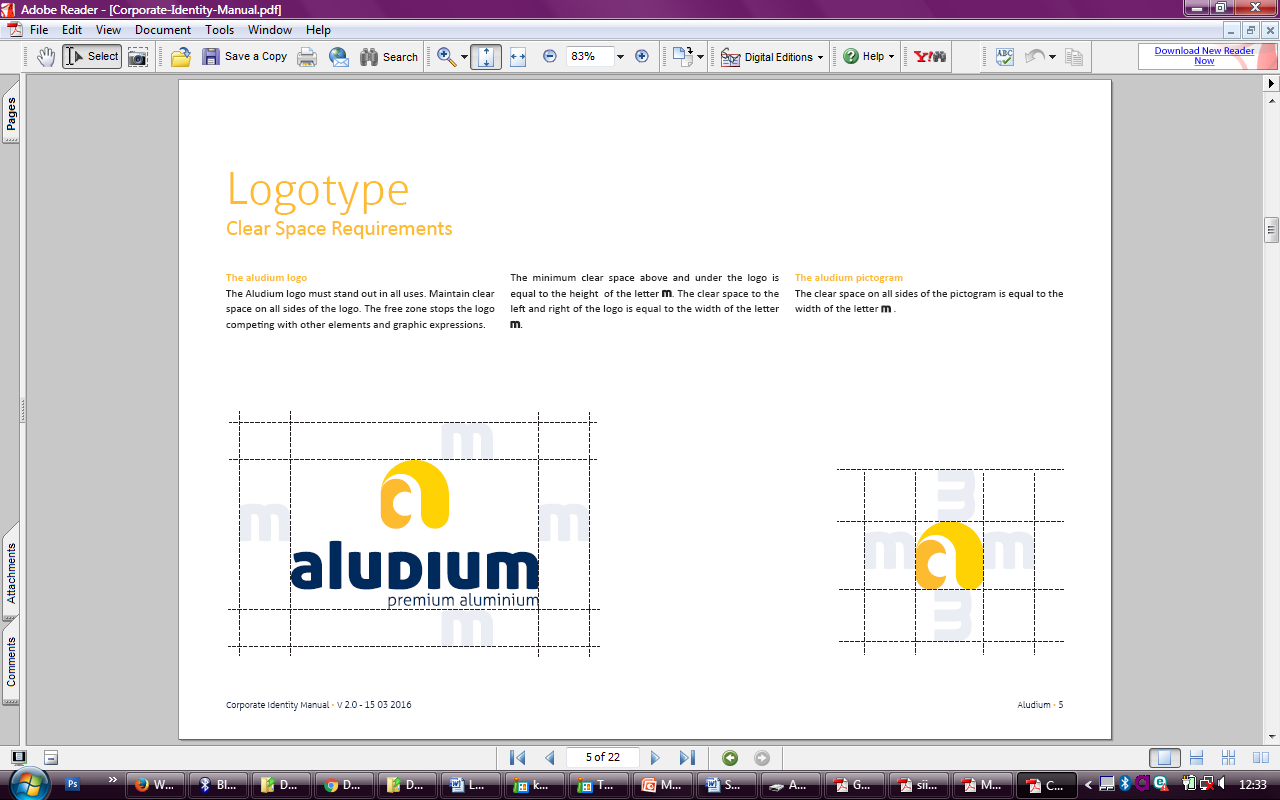 Adobe Reader - [Corporate-Identity-Manual.pdf]
File Edit View Document Tools Window Help
Select Save a Copy Search 83% Digital Editions Help Y! ABC Download New Reader Now
Pages
Attachments
Comments
Logotype
Clear Space Requirements
The aludium logo
The Aludium logo must stand out in all uses. Maintain clear
space on all sides of the logo. The free zone stops the logo
competing with other elements and graphic expressions.
The minimum clear space above and under the logo is
equal to the height of the letter m. The clear space to the
left and right of the logo is equal to the width of the letter
m.
The aludium pictogram
The clear space on all sides of the pictogram is equal to the
width of the letter m .
m
m
m
aludium
premium aluminium
m
m
m
a
m
m
Corporate Identity Manual - V 2.0 - 15 03 2016
Aludium - 5
5 of 22
Ps » W... Bl... D... D... D... L... k... T... M... S... A... G... sii... M... C... < 12:33